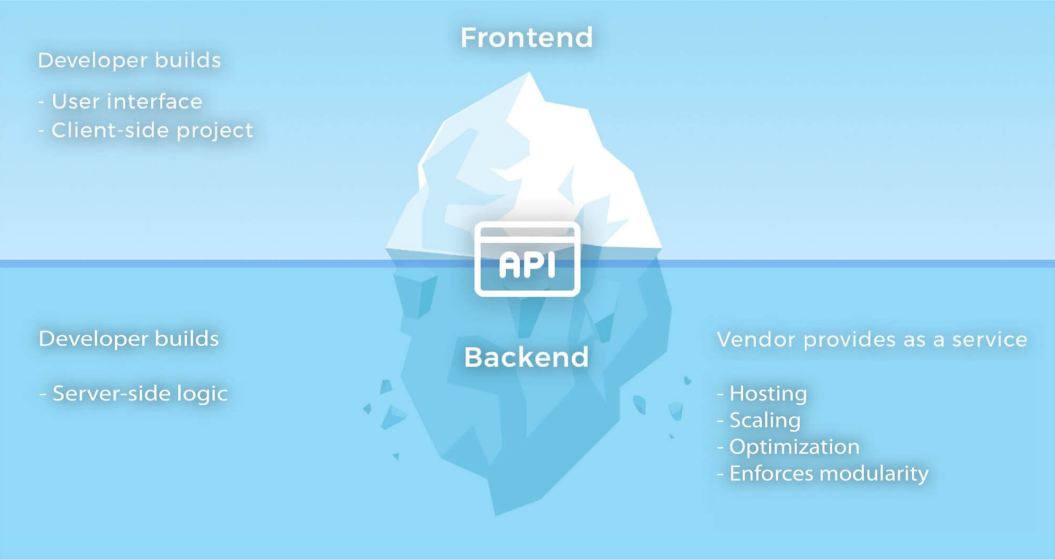 Frontend
Developer builds
- User interface
- Client-side project
API
Backend
Developer builds
- Server-side logic
Vendor provides as a service
- Hosting
- Scaling
- Optimization
- Enforces modularity